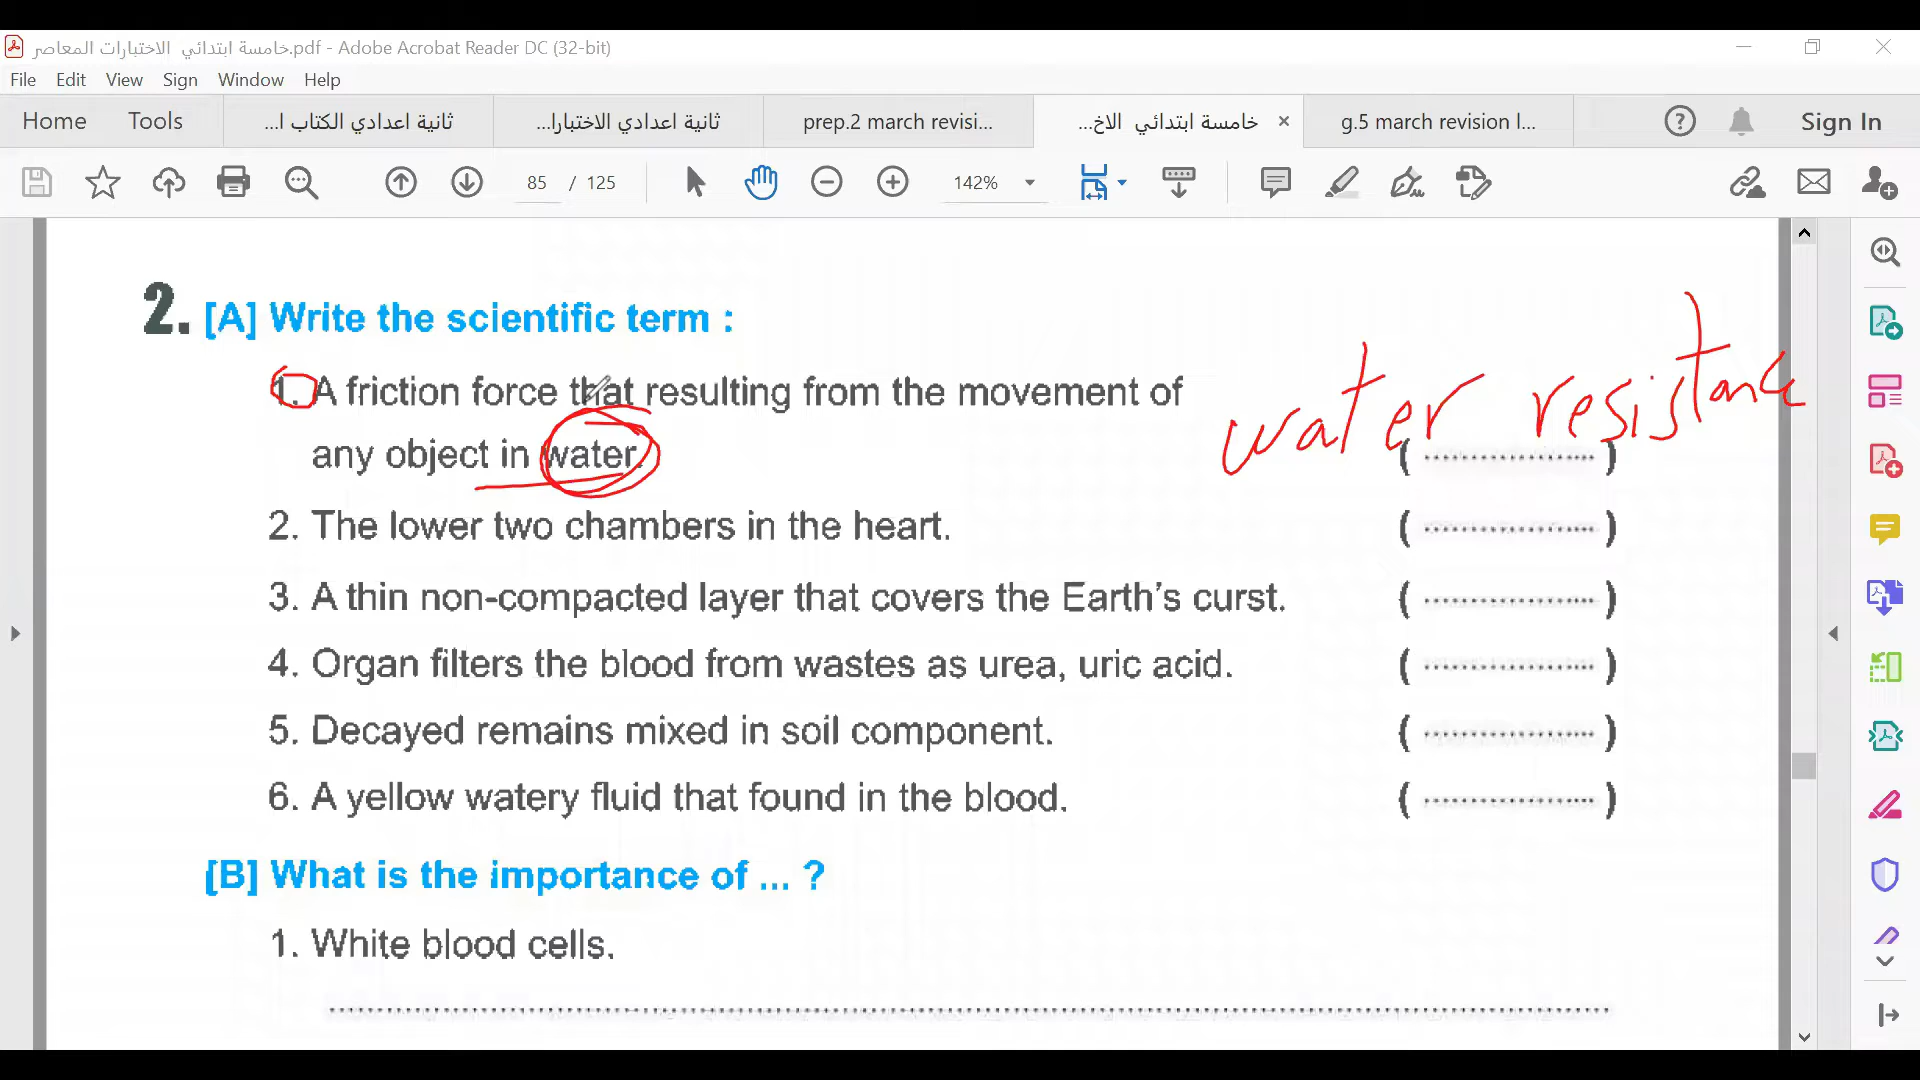 خامسة ابتدائي  الاختبارات المعاصر.pdf - Adobe Acrobat Reader DC (32-bit)
File Edit View Sign Window Help
Home Tools ثانية اعدادي الكتاب ا... ثانية اعدادي الاختبارا... prep.2 march revisi... خامسة ابتدائي  الاخ... × g.5 march revision l... Sign In
85 / 125 142%
2. [A] Write the scientific term :
1. A friction force that resulting from the movement of
any object in water. (....................)
water resistance
2. The lower two chambers in the heart. (....................)
3. A thin non-compacted layer that covers the Earth's curst. (....................)
4. Organ filters the blood from wastes as urea, uric acid. (....................)
5. Decayed remains mixed in soil component. (....................)
6. A yellow watery fluid that found in the blood. (....................)
[B] What is the importance of ... ?
1. White blood cells.